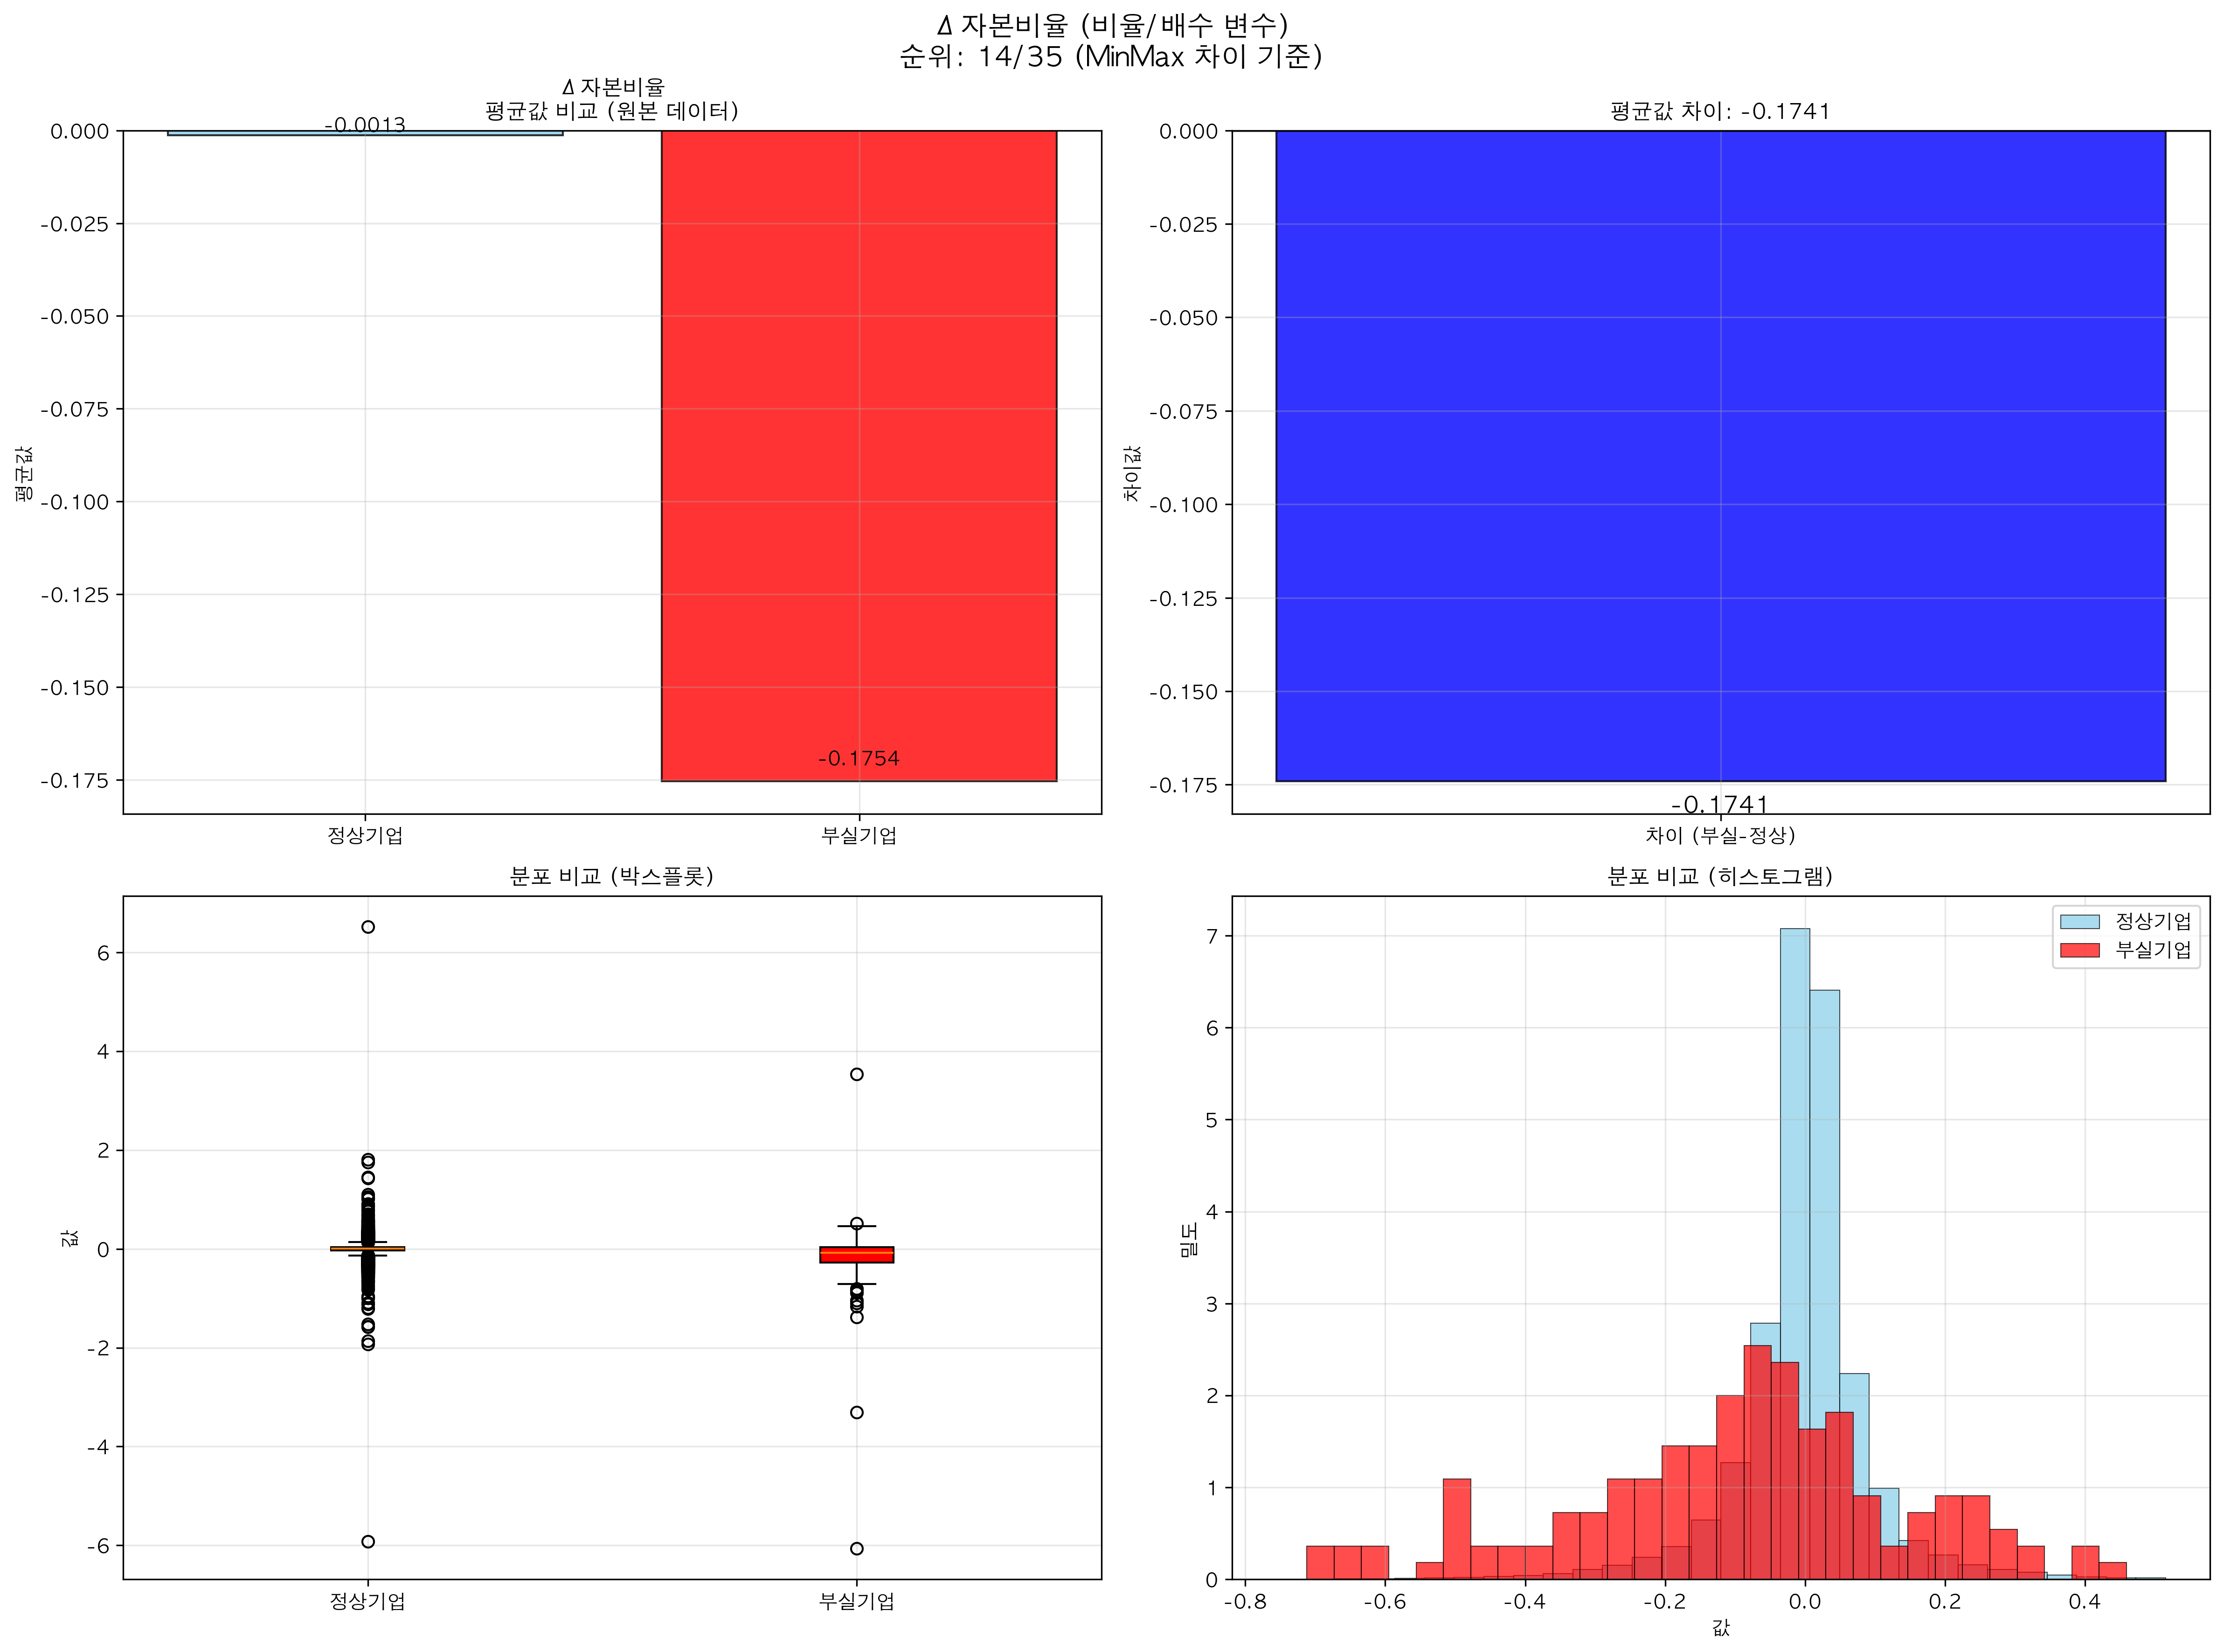 Δ 자본비율 (비율/배수 변수)
순위: 14/35 (MinMax 차이 기준)
Δ 자본비율
평균값 비교 (원본 데이터)
평균값
0.000
-0.025
-0.050
-0.075
-0.100
-0.125
-0.150
-0.175
-0.0013
-0.1754
정상기업
부실기업
평균값 차이: -0.1741
차이값
0.000
-0.025
-0.050
-0.075
-0.100
-0.125
-0.150
-0.175
-0.1741
차이 (부실-정상)
분포 비교 (박스플롯)
값
6
4
2
0
-2
-4
-6
정상기업
부실기업
분포 비교 (히스토그램)
밀도
7
6
5
4
3
2
1
0
정상기업
부실기업
-0.8
-0.6
-0.4
-0.2
0.0
0.2
0.4
값